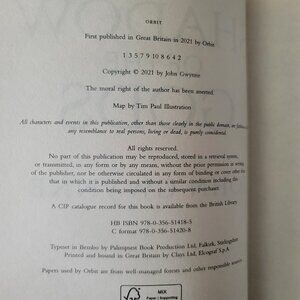 ORBIT
First published in Great Britain in 2021 by Orbit
1 3 5 7 9 10 8 6 4 2
Copyright © 2021 by John Gwynne
The moral right of the author has been asserted.
Map by Tim Paul Illustration
All characters and events in this publication, other than those clearly in the public domain, are fictitious
any resemblance to real persons, living or dead, is purely coincidental.
All rights reserved.
No part of this publication may be reproduced, stored in a retrieval system,
or transmitted, in any form or by any means, without the prior permission in writing
of the publisher, nor be otherwise circulated in any form of binding or cover other than
that in which it is published and without a similar condition including this
condition being imposed on the subsequent purchaser.
A CIP catalogue record for this book is available from the British Library.
HB ISBN 978-0-356-51418-5
C format 978-0-356-51420-8
Typeset in Bembo by Palimpsest Book Production Ltd, Falkirk, Stirlingshire
Printed and bound in Great Britain by Clays Ltd, Elcograf S.p.A
Papers used by Orbit are from well-managed forests and other responsible sources.
FSC
MIX
Paper | Supporting